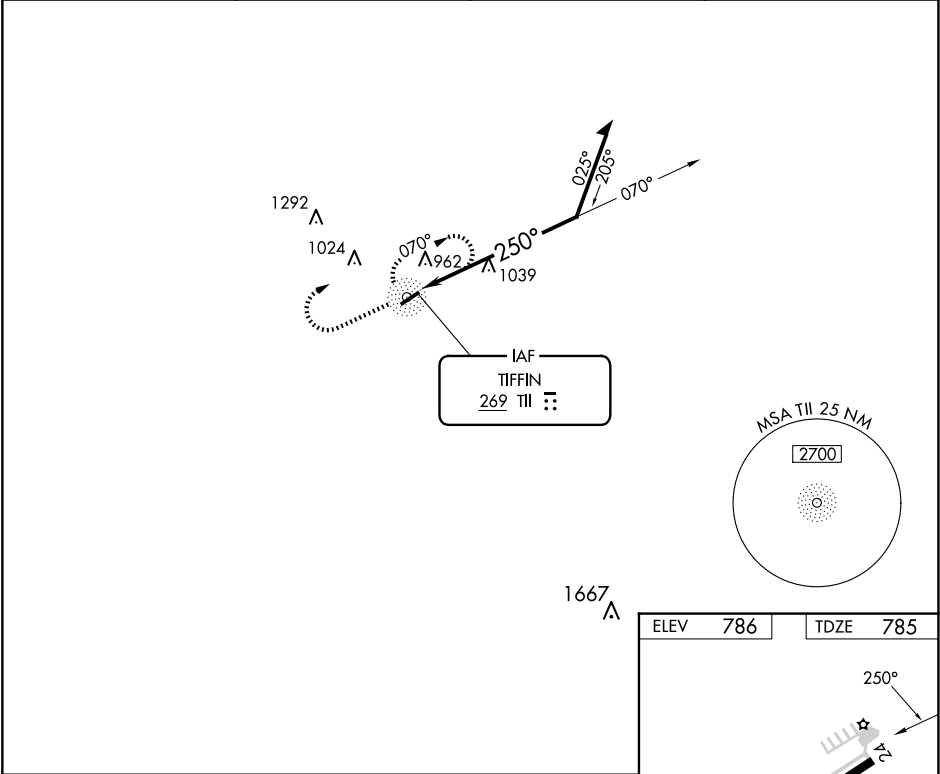 025°
205°
070°
1292
1024
070°
962
250°
1039
IAF
TIFFIN
269 TII
MSA TII 25 NM
2700
1667
ELEV 786
TDZE 785
250°
24